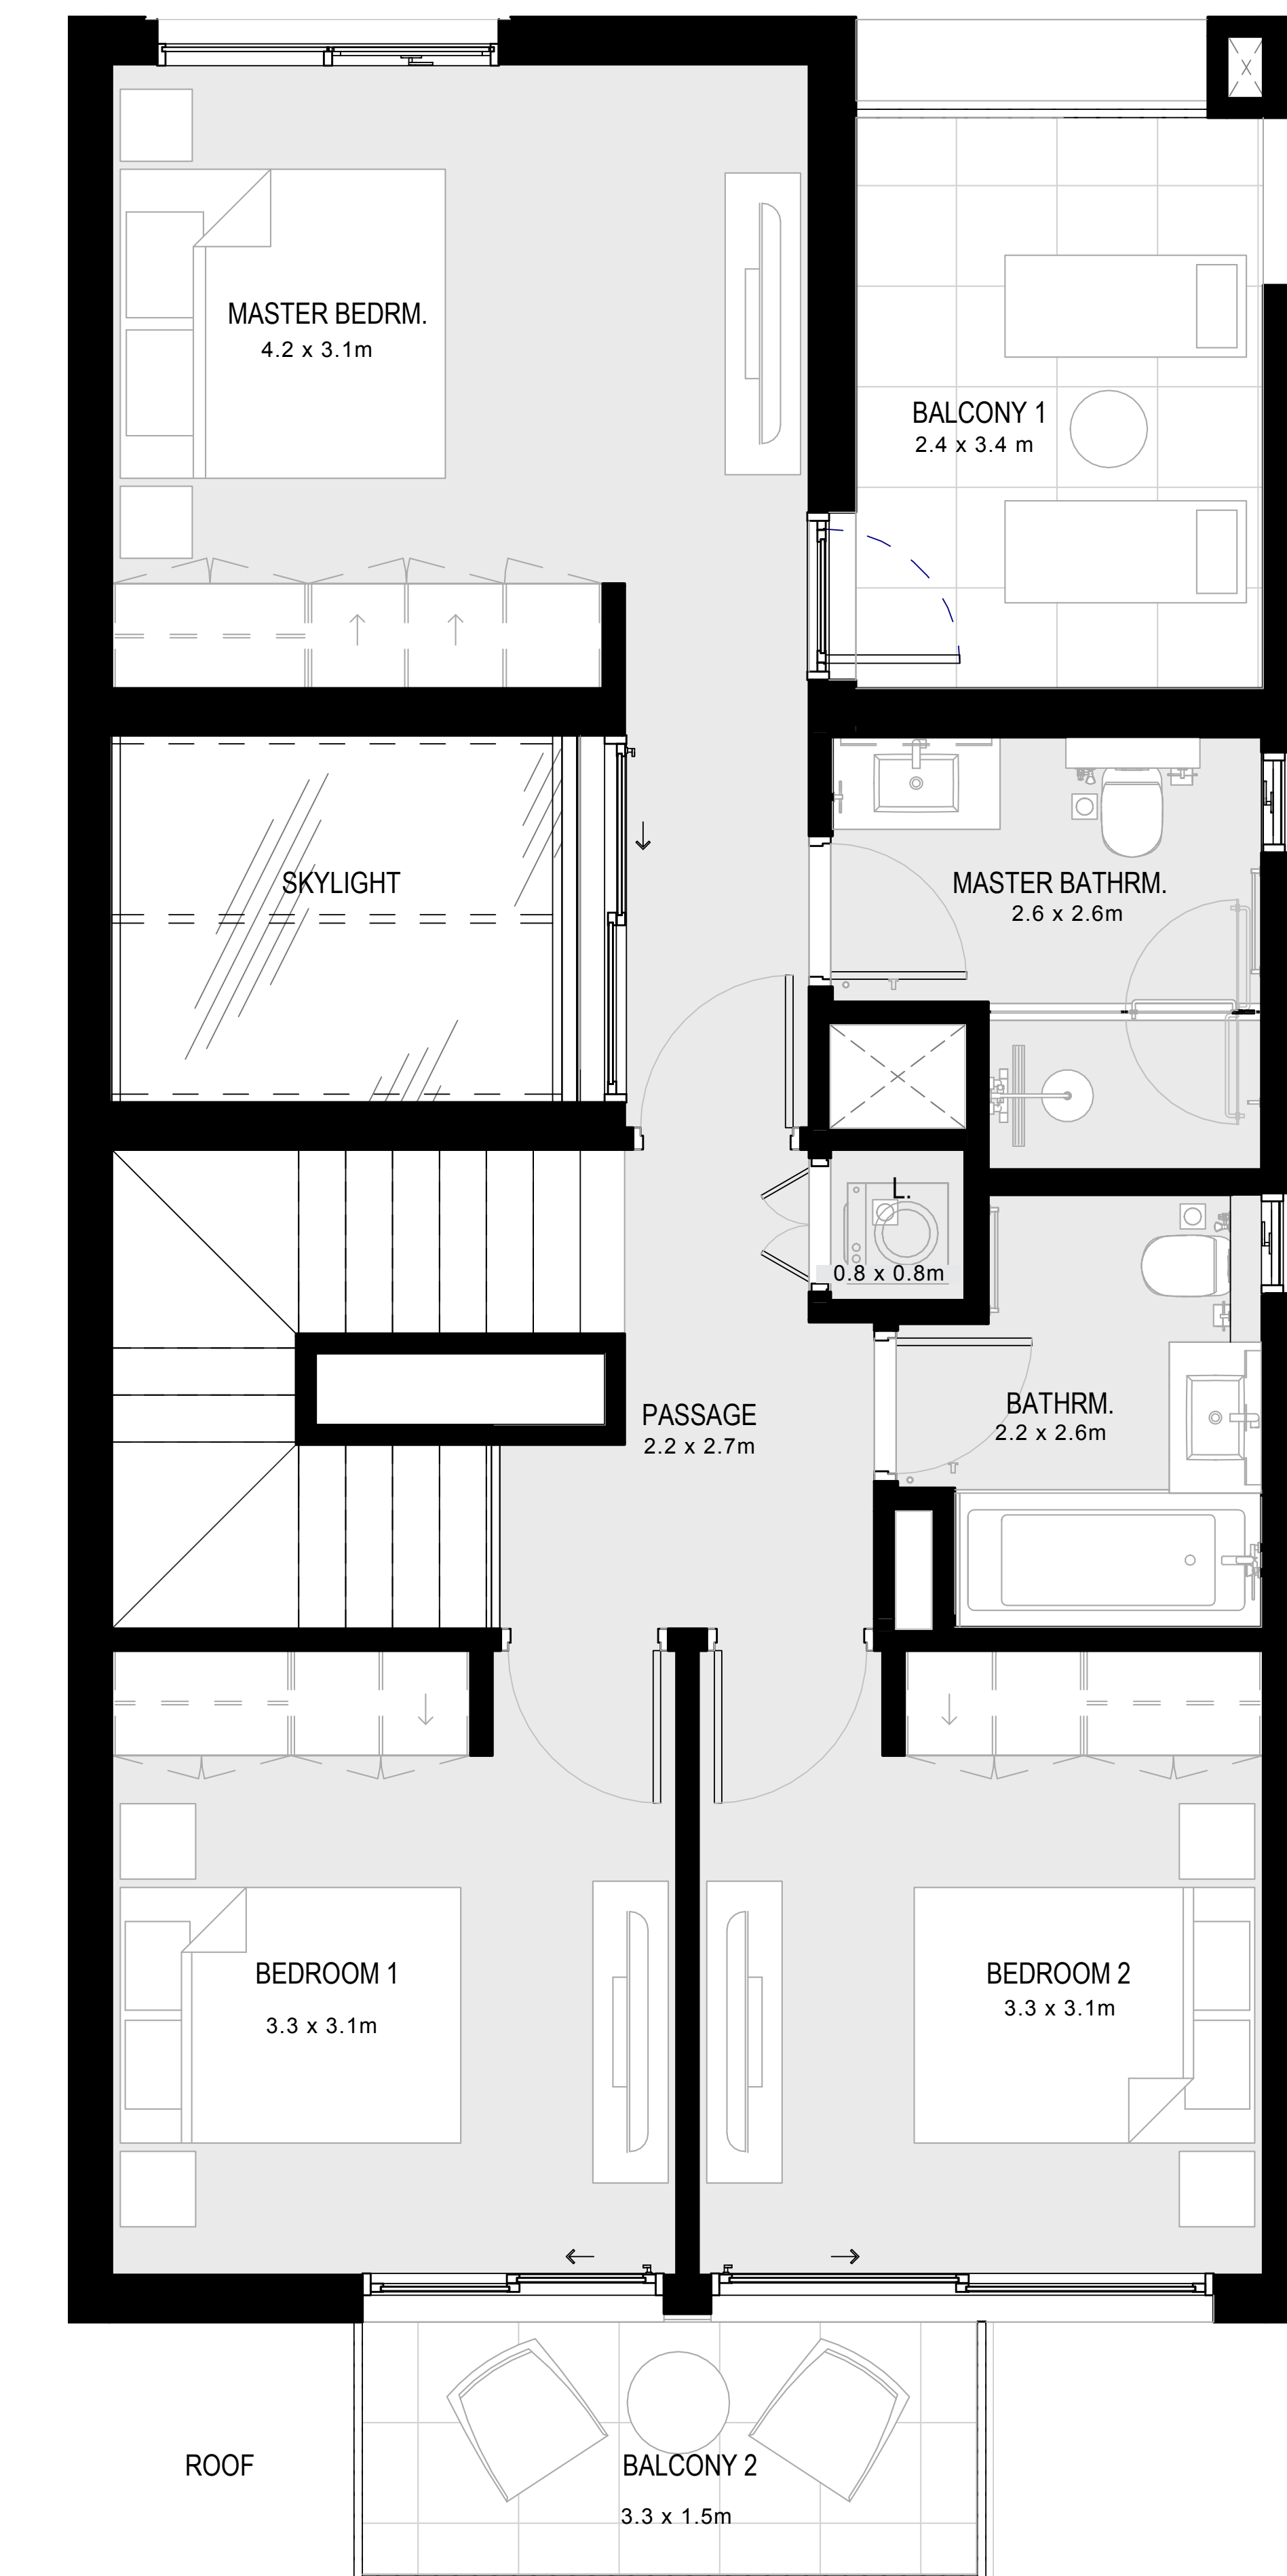 MASTER BEDRM.
4.2 x 3.1m
BALCONY 1
2.4 x 3.4 m
SKYLIGHT
MASTER BATHRM.
2.6 x 2.6m
L.
0.8 x 0.8m
PASSAGE
2.2 x 2.7m
BATHRM.
2.2 x 2.6m
BEDROOM 1
3.3 x 3.1m
BEDROOM 2
3.3 x 3.1m
ROOF
BALCONY 2
3.3 x 1.5m